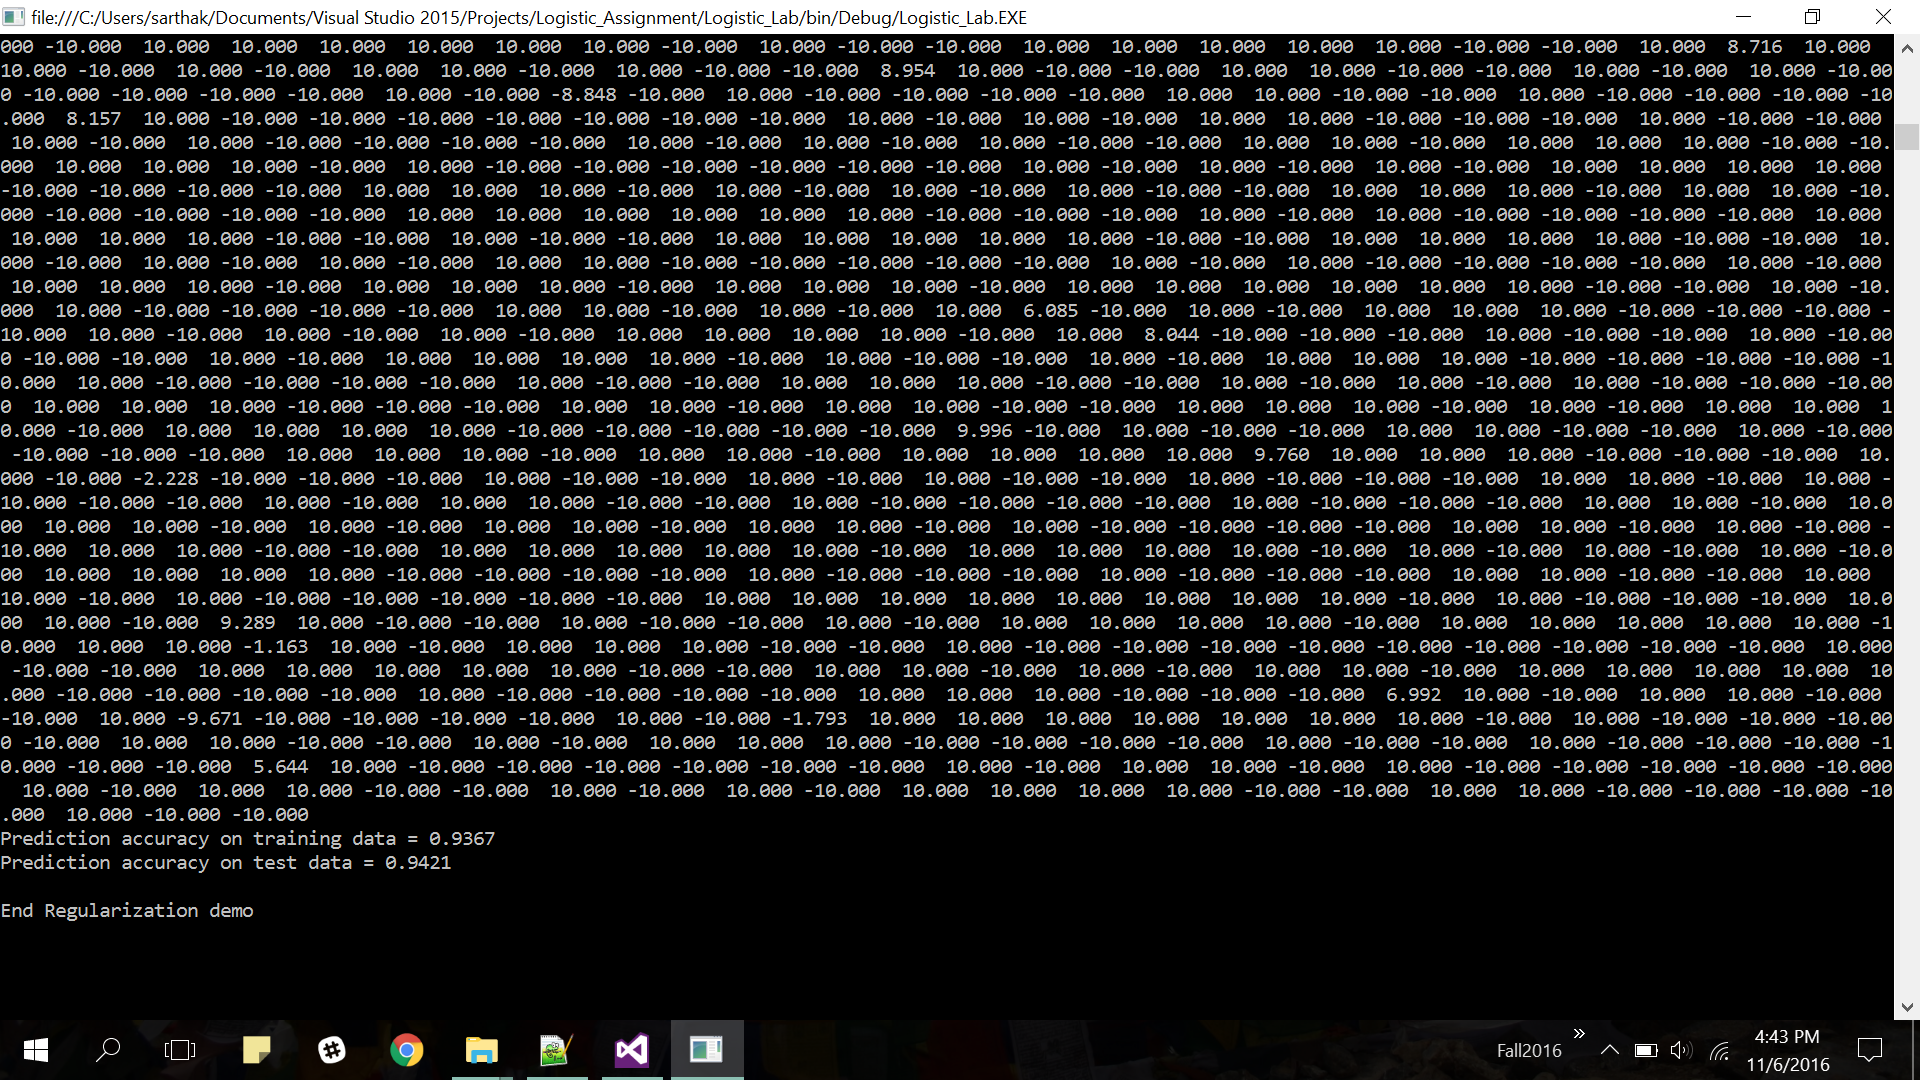 file:///C:/Users/sarthak/Documents/Visual Studio 2015/Projects/Logistic_Assignment/Logistic_Lab/bin/Debug/Logistic_Lab.EXE
000 -10.000  10.000  10.000  10.000  10.000  10.000 -10.000  10.000 -10.000 -10.000  10.000  10.000  10.000  10.000  10.000 -10.000 -10.000  10.000  8.716  10.000
10.000 -10.000  10.000 -10.000  10.000  10.000 -10.000  10.000 -10.000 -10.000  8.954  10.000 -10.000 -10.000  10.000  10.000 -10.000 -10.000  10.000 -10.000  10.000 -10.00
0 -10.000 -10.000 -10.000 -10.000  10.000 -10.000 -8.848 -10.000  10.000 -10.000 -10.000 -10.000 -10.000  10.000  10.000 -10.000 -10.000  10.000 -10.000 -10.000 -10.000 -10
.000  8.157  10.000 -10.000 -10.000 -10.000 -10.000 -10.000 -10.000  10.000 -10.000  10.000 -10.000  10.000  10.000 -10.000 -10.000 -10.000  10.000 -10.000 -10.000
10.000 -10.000  10.000 -10.000 -10.000 -10.000 -10.000  10.000 -10.000  10.000 -10.000  10.000 -10.000 -10.000  10.000 -10.000  10.000  10.000  10.000 -10.000 -10.
000  10.000  10.000  10.000 -10.000  10.000 -10.000 -10.000 -10.000 -10.000 -10.000  10.000 -10.000  10.000 -10.000  10.000 -10.000  10.000 -10.000  10.000  10.000
-10.000 -10.000 -10.000 -10.000  10.000  10.000  10.000 -10.000  10.000 -10.000  10.000 -10.000  10.000 -10.000 -10.000  10.000 -10.000 -10.000  10.000  10.000 -10.
000 -10.000 -10.000 -10.000  10.000  10.000  10.000  10.000  10.000  10.000 -10.000 -10.000 -10.000  10.000  10.000  10.000 -10.000 -10.000 -10.000 -10.000  10.000
10.000  10.000  10.000 -10.000 -10.000  10.000 -10.000 -10.000  10.000  10.000  10.000  10.000  10.000 -10.000 -10.000  10.000  10.000  10.000  10.000 -10.000 -10.000  10.
000 -10.000  10.000 -10.000  10.000 -10.000  10.000  10.000 -10.000 -10.000 -10.000 -10.000  10.000 -10.000  10.000 -10.000 -10.000 -10.000 -10.000  10.000 -10.000
10.000  10.000  10.000 -10.000  10.000  10.000  10.000 -10.000  10.000  10.000  10.000 -10.000  10.000  10.000  10.000  10.000  10.000  10.000 -10.000 -10.000 -10.
000  10.000 -10.000 -10.000 -10.000  10.000  10.000  10.000 -10.000  10.000 -10.000  10.000  6.085 -10.000  10.000 -10.000  10.000  10.000  10.000  10.000 -10.000 -10.000 -
10.000  10.000 -10.000  10.000 -10.000  10.000 -10.000  10.000  10.000  10.000  10.000 -10.000  10.000  8.044 -10.000 -10.000 -10.000  10.000 -10.000 -10.000  10.000 -10.00
0 -10.000 -10.000  10.000 -10.000  10.000  10.000  10.000  10.000 -10.000  10.000 -10.000 -10.000  10.000 -10.000  10.000  10.000  10.000  10.000 -10.000 -10.000 -10.000 -10.000 -1
0.000  10.000 -10.000 -10.000 -10.000 -10.000  10.000 -10.000 -10.000  10.000  10.000  10.000 -10.000 -10.000  10.000 -10.000  10.000 -10.000  10.000 -10.000 -10.000 -10.00
0  10.000  10.000  10.000 -10.000 -10.000 -10.000  10.000  10.000 -10.000  10.000  10.000 -10.000 -10.000  10.000  10.000  10.000 -10.000  10.000 -10.000  10.000  10.000  1
0.000 -10.000  10.000  10.000  10.000  10.000 -10.000 -10.000 -10.000 -10.000 -10.000  9.996 -10.000  10.000 -10.000 -10.000  10.000  10.000 -10.000 -10.000  10.000 -10.000
-10.000 -10.000 -10.000  10.000  10.000  10.000 -10.000  10.000  10.000 -10.000  10.000  10.000  10.000  10.000  9.760  10.000  10.000  10.000 -10.000 -10.000 -10.000  10.
000 -10.000 -2.228 -10.000 -10.000 -10.000  10.000 -10.000 -10.000  10.000 -10.000  10.000 -10.000 -10.000  10.000 -10.000 -10.000 -10.000  10.000  10.000 -10.000  10.000 -
10.000 -10.000 -10.000  10.000 -10.000  10.000  10.000 -10.000  10.000 -10.000 -10.000 -10.000 -10.000 -10.000  10.000 -10.000 -10.000 -10.000  10.000  10.000 -10.000  10.0
00  10.000 -10.000  10.000 -10.000  10.000  10.000 -10.000  10.000  10.000 -10.000  10.000 -10.000 -10.000  10.000 -10.000 -10.000  10.000 -10.000  10.000 -10.000 -
10.000  10.000  10.000 -10.000 -10.000  10.000  10.000  10.000  10.000 -10.000  10.000  10.000  10.000  10.000 -10.000 -10.000  10.000  10.000 -10.000  10.000 -10.0
00  10.000  10.000  10.000  10.000 -10.000 -10.000 -10.000 -10.000  10.000 -10.000 -10.000 -10.000  10.000 -10.000 -10.000 -10.000  10.000  10.000 -10.000 -10.000  10.000
10.000 -10.000  10.000 -10.000 -10.000 -10.000 -10.000 -10.000  10.000  10.000  10.000 -10.000  10.000  10.000  10.000  10.000 -10.000 -10.000 -10.000 -10.000 -10.000  10.0
00  10.000 -10.000  9.289  10.000 -10.000 -10.000  10.000 -10.000 -10.000 -10.000  10.000  10.000  10.000  10.000  10.000 -10.000  10.000  10.000  10.000  10.000  10.000 -1
0.000  10.000  10.000 -1.163  10.000 -10.000  10.000  10.000  10.000 -10.000 -10.000  10.000 -10.000 -10.000  10.000 -10.000  10.000 -10.000 -10.000 -10.000  10.000  10.000
-10.000 -10.000  10.000  10.000  10.000  10.000  10.000 -10.000 -10.000  10.000  10.000 -10.000  10.000 -10.000  10.000  10.000 -10.000  10.000  10.000  10.000  10.000  10
.000 -10.000 -10.000 -10.000 -10.000  10.000 -10.000 -10.000 -10.000 -10.000  10.000  10.000  10.000 -10.000 -10.000 -10.000 -10.000  6.992  10.000 -10.000  10.000  10.000 -10.000
-10.000  10.000 -9.671 -10.000 -10.000 -10.000 -10.000  10.000 -10.000 -1.793  10.000  10.000  10.000  10.000  10.000  10.000 -10.000  10.000 -10.000 -10.000 -10.00
0 -10.000  10.000  10.000 -10.000 -10.000  10.000 -10.000  10.000  10.000  10.000 -10.000 -10.000 -10.000 -10.000  10.000 -10.000 -10.000  10.000 -10.000 -10.000 -10.000 -1
0.000 -10.000 -10.000  5.644  10.000 -10.000 -10.000 -10.000 -10.000 -10.000 -10.000  10.000 -10.000  10.000  10.000 -10.000  10.000  10.000 -10.000 -10.000 -10.000 -10.000 -10.000
10.000 -10.000  10.000  10.000 -10.000 -10.000  10.000 -10.000  10.000 -10.000  10.000  10.000  10.000  10.000 -10.000 -10.000  10.000  10.000 -10.000 -10.000 -10.000 -10
.000  10.000 -10.000 -10.000
Prediction accuracy on training data = 0.9367
Prediction accuracy on test data = 0.9421
End Regularization demo
Fall2016
4:43 PM
11/6/2016